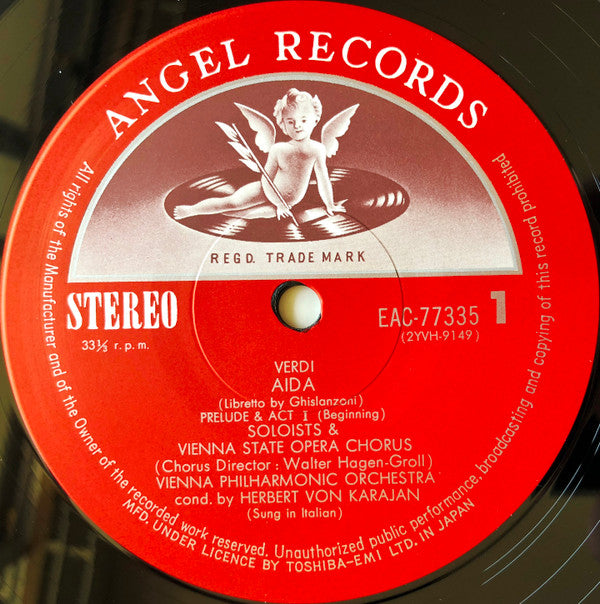 ANGEL RECORDS
REGD. TRADE MARK
STEREO
33⅓ r.p.m.
EAC-77335 1
(2YVH-9149)
VERDI
AIDA
(Libretto by Ghislanzoni)
PRELUDE & ACT I (Beginning)
SOLOISTS &
VIENNA STATE OPERA CHORUS
(Chorus Director : Walter Hagen-Groll)
VIENNA PHILHARMONIC ORCHESTRA
cond. by HERBERT VON KARAJAN
(Sung in Italian)
All rights of the Manufacturer and of the Owner of the recorded work reserved. Unauthorized public performance, broadcasting and copying of this record prohibited
MFD. UNDER LICENCE BY TOSHIBA-EMI LTD. IN JAPAN